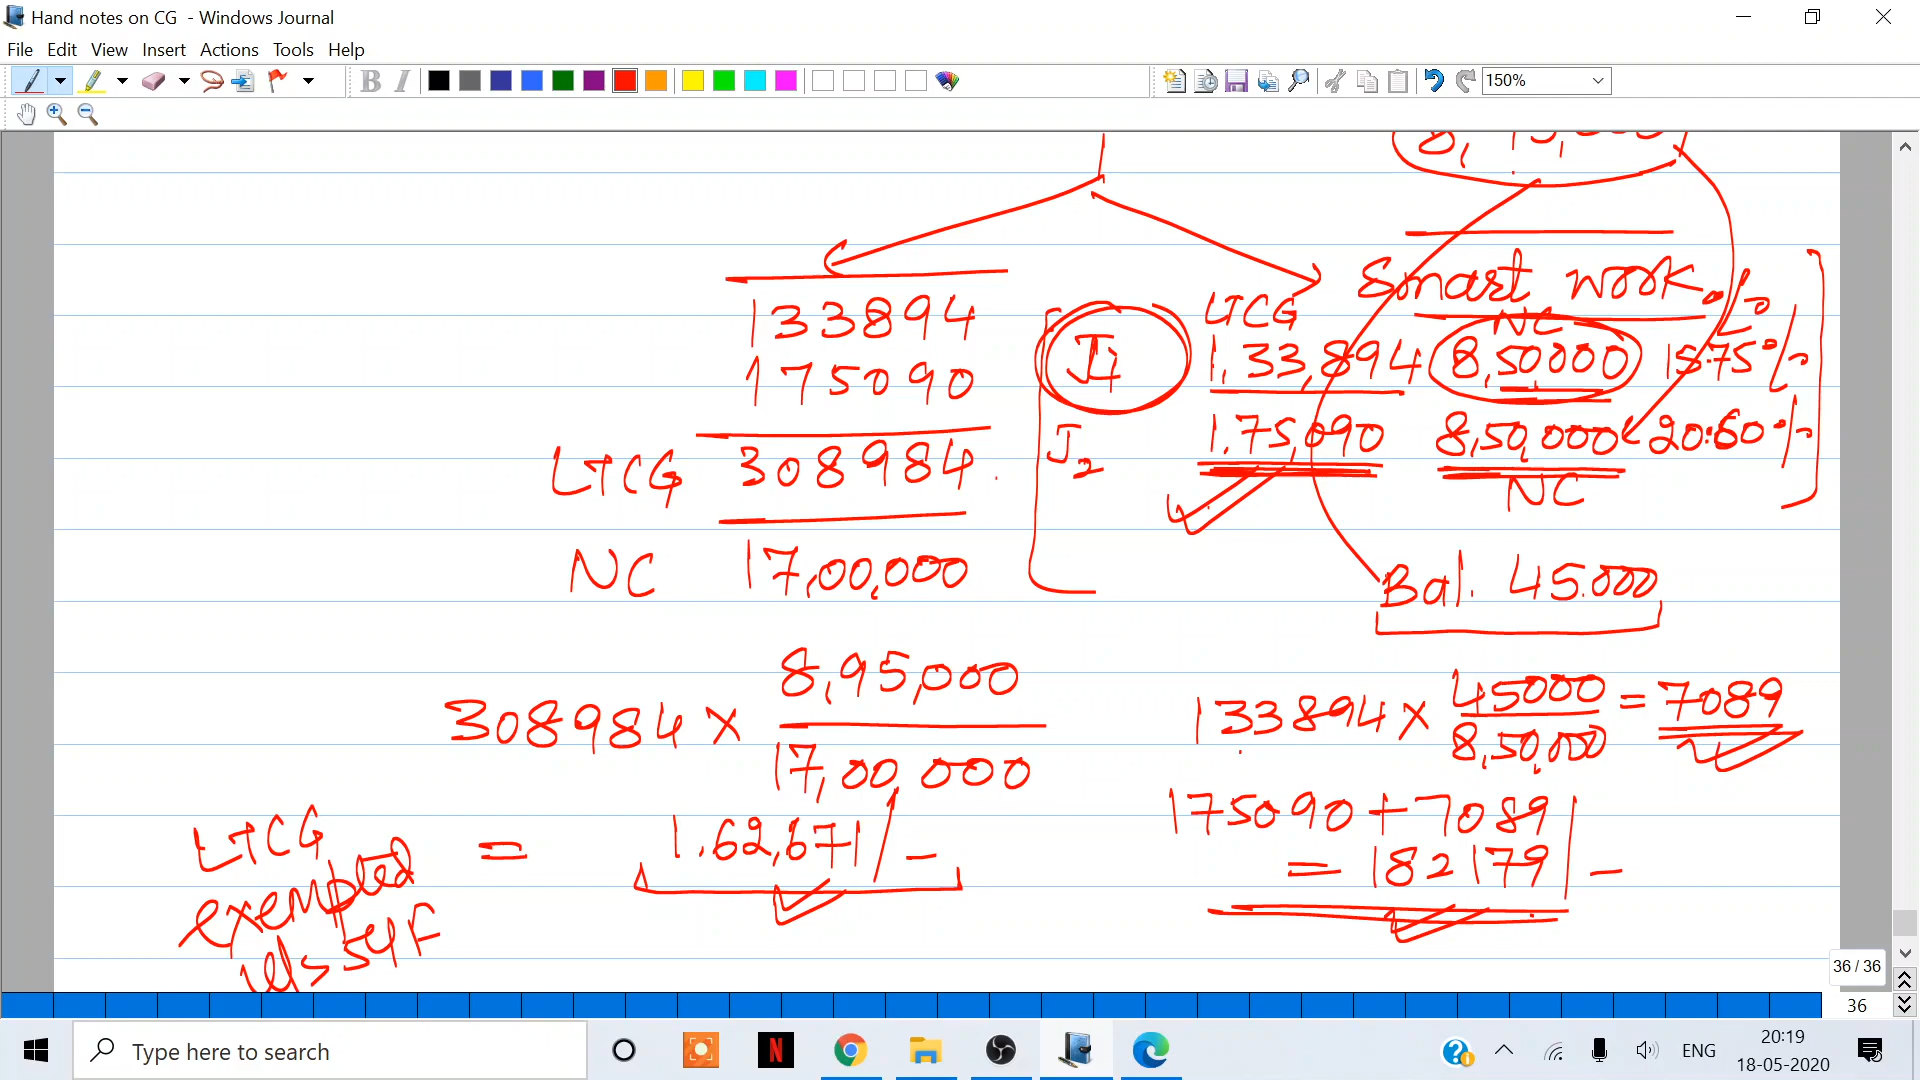 Hand notes on CG - Windows Journal
File Edit View Insert Actions Tools Help
B I
150%
Smart work.
LTCG NC %
133894
J1 1,33,894 8,50,000 15.75%
175090
J2 1,75,090 8,50,000 20.60%
LTCG 308984
NC
NC 17,00,000
Bal. 45.000
308984 × 8,95,000
17,00,000
133894 × 45000 = 7089
8,50,000
175090 + 7089
= 182179/-
LTCG
exempted
u/s 54F
= 1,62,671/-
36 / 36
36
Type here to search
N
ENG
20:19
18-05-2020